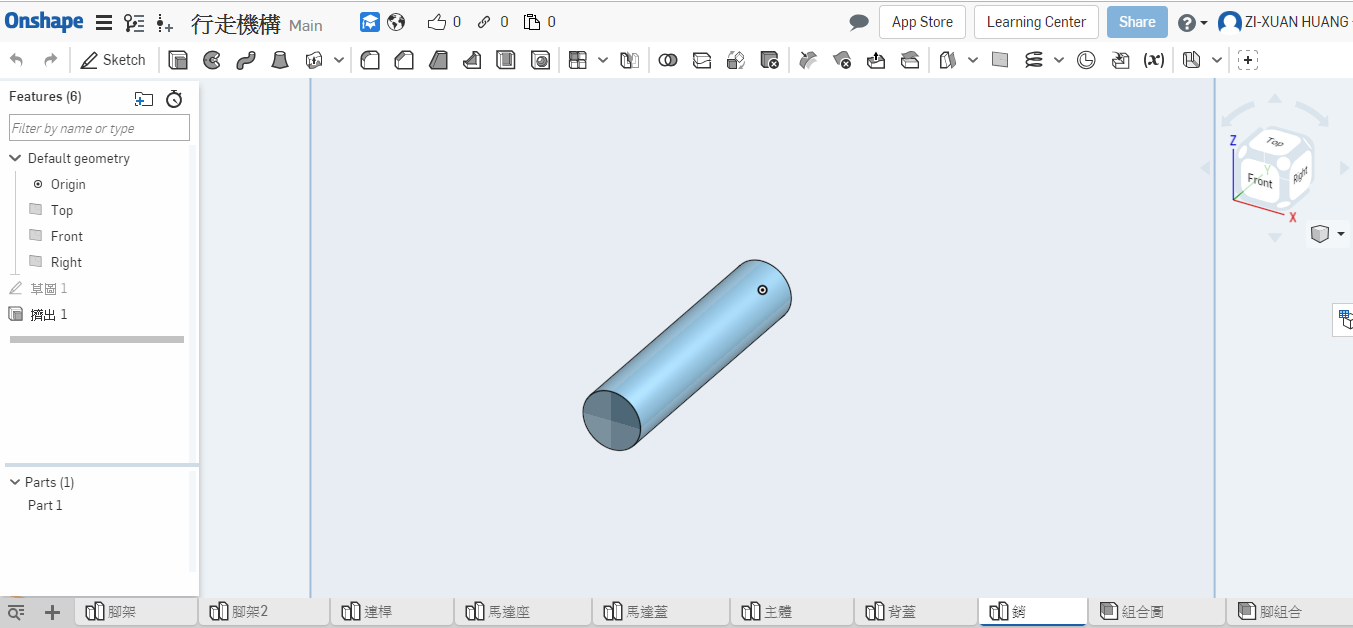 Onshape 行走機構 Main 0 0 0 App Store Learning Center Share ? ZI-XUAN HUANG
Sketch (x)
Features (6)
Filter by name or type
Default geometry
Origin
Top
Front
Right
草圖 1
擠出 1
Z
Top
Y
Front
Right
X
Parts (1)
Part 1
腳架 腳架2 連桿 馬達座 馬達蓋 主體 背蓋 銷 組合圖 腳組合